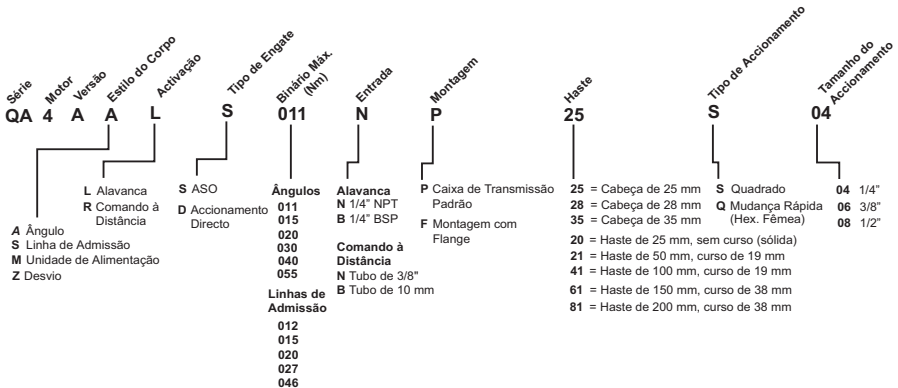 Série
Motor
Versão
Estilo do Corpo
Activação
Tipo de Engate
Binário Máx.
(Nm)
Entrada
Montagem
Haste
Tipo de Accionamento
Tamanho do
Accionamento
QA 4 A A L S 011 N P 25 S 04
A Ângulo
S Linha de Admissão
M Unidade de Alimentação
Z Desvio
L Alavanca
R Comando à
Distância
S ASO
D Accionamento
Directo
Ângulos
011
015
020
030
040
055
Linhas de
Admissão
012
015
020
027
046
Alavanca
N 1/4” NPT
B 1/4” BSP
Comando à
Distância
N Tubo de 3/8"
B Tubo de 10 mm
P Caixa de Transmissão
Padrão
F Montagem com
Flange
25 = Cabeça de 25 mm
28 = Cabeça de 28 mm
35 = Cabeça de 35 mm
20 = Haste de 25 mm, sem curso (sólida)
21 = Haste de 50 mm, curso de 19 mm
41 = Haste de 100 mm, curso de 19 mm
61 = Haste de 150 mm, curso de 38 mm
81 = Haste de 200 mm, curso de 38 mm
S Quadrado
Q Mudança Rápida
(Hex. Fêmea)
04 1/4”
06 3/8”
08 1/2”